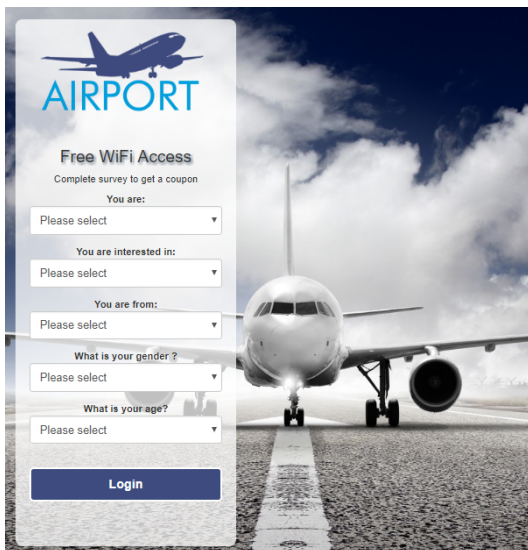 AIRPORT
Free WiFi Access
Complete survey to get a coupon
You are:
Please select
You are interested in:
Please select
You are from:
Please select
What is your gender ?
Please select
What is your age?
Please select
Login